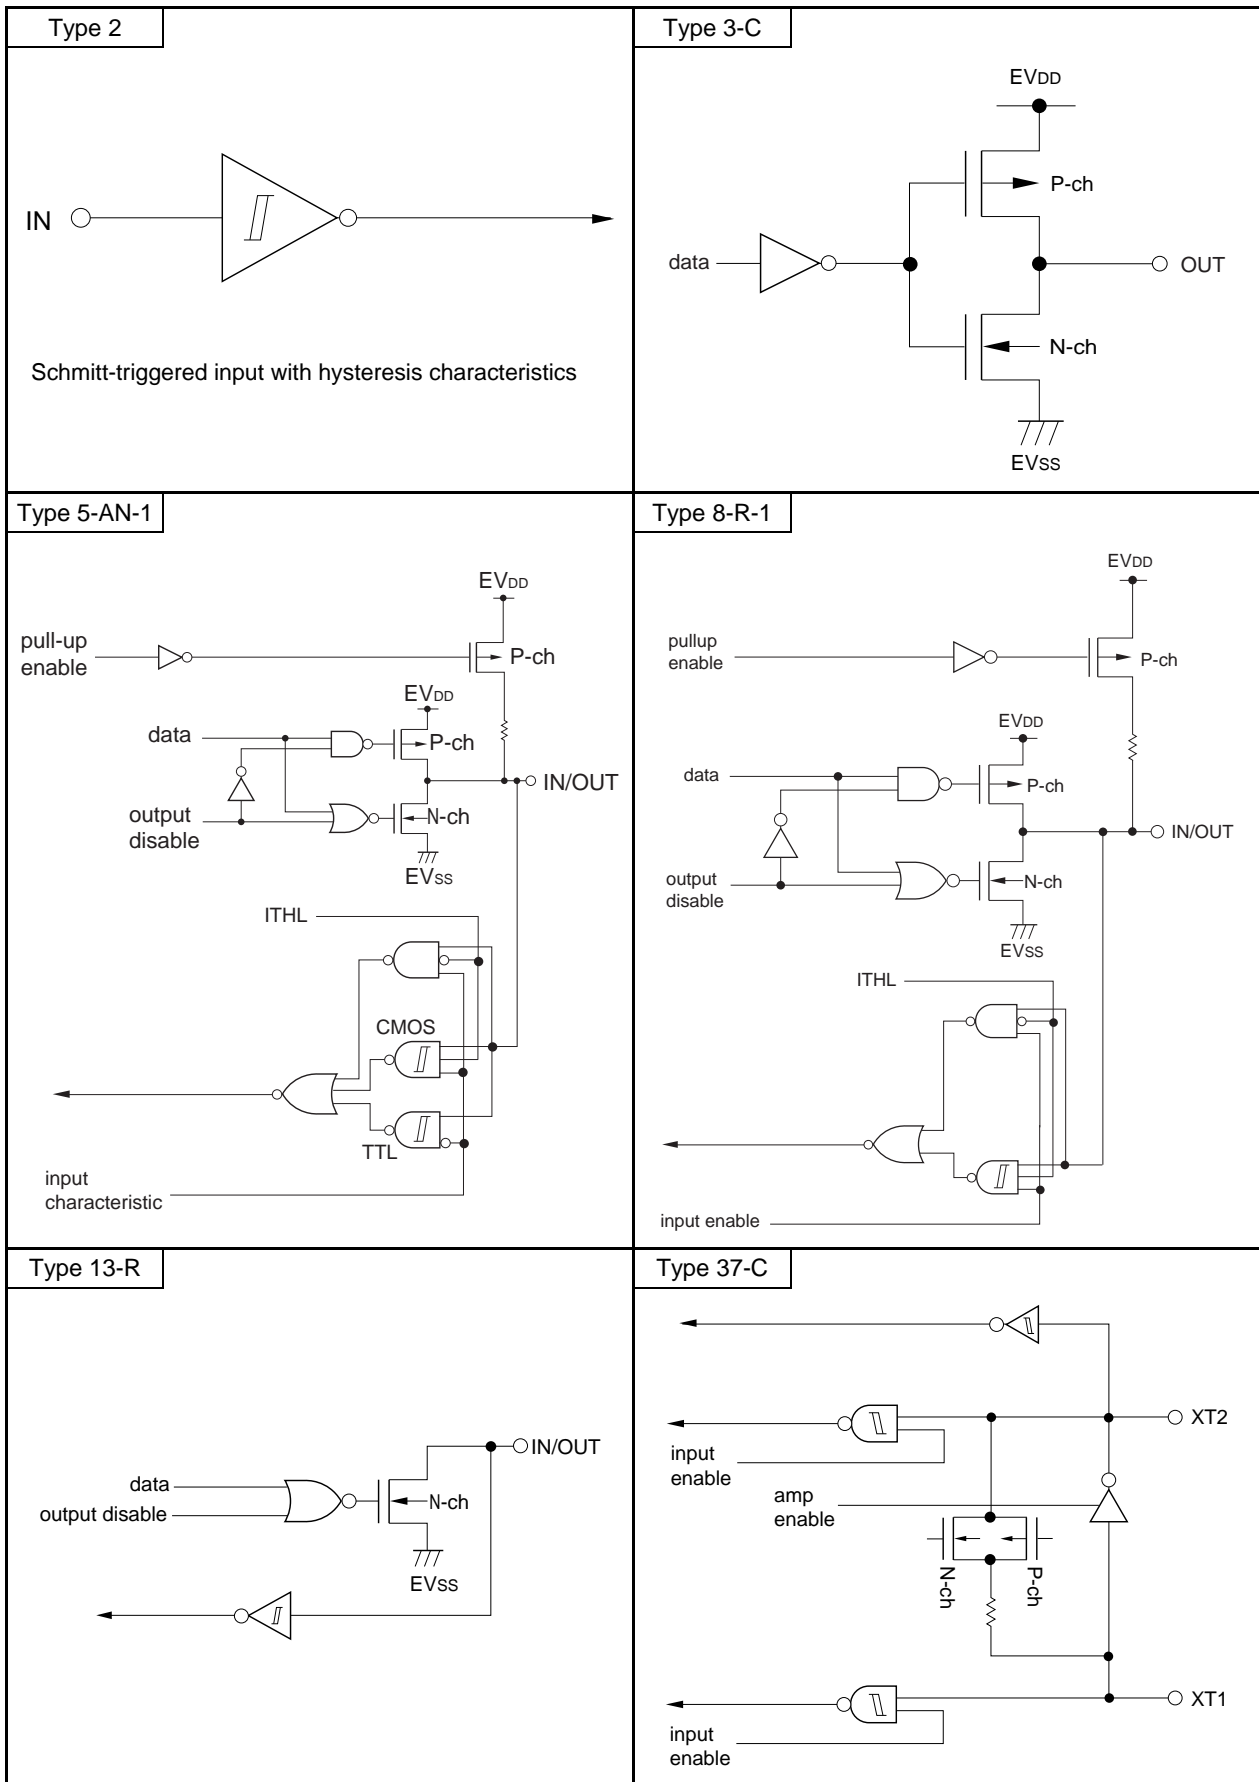 Type 2
IN
Schmitt-triggered input with hysteresis characteristics
Type 3-C
EVDD
P-ch
data
OUT
N-ch
EVSS
Type 5-AN-1
EVDD
pull-up
enable
P-ch
EVDD
data
P-ch
IN/OUT
output
disable
N-ch
EVSS
ITHL
CMOS
TTL
input
characteristic
Type 8-R-1
EVDD
pullup
enable
P-ch
EVDD
data
P-ch
IN/OUT
output
disable
N-ch
EVSS
ITHL
input enable
Type 13-R
IN/OUT
data
output disable
N-ch
EVSS
Type 37-C
XT2
input
enable
amp
enable
N-ch
P-ch
XT1
input
enable